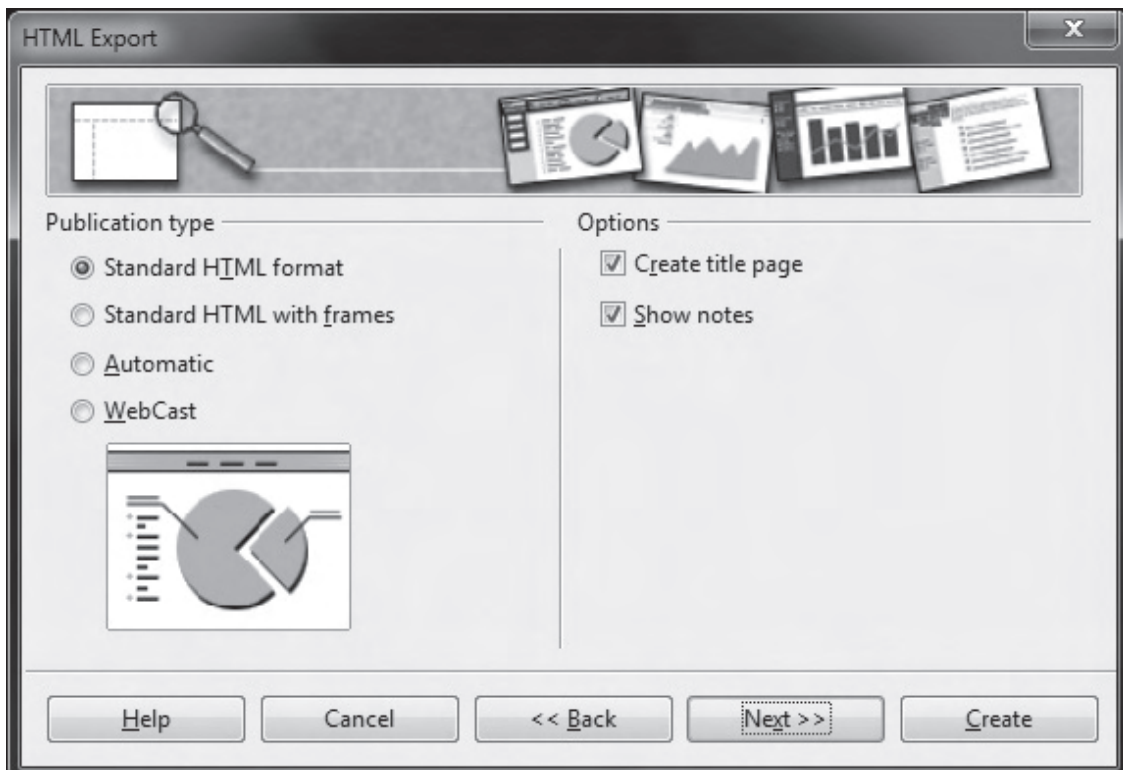 HTML Export
Publication type
Options
Standard HTML format
Create title page
Standard HTML with frames
Show notes
Automatic
WebCast
Help
Cancel
<< Back
Next >>
Create